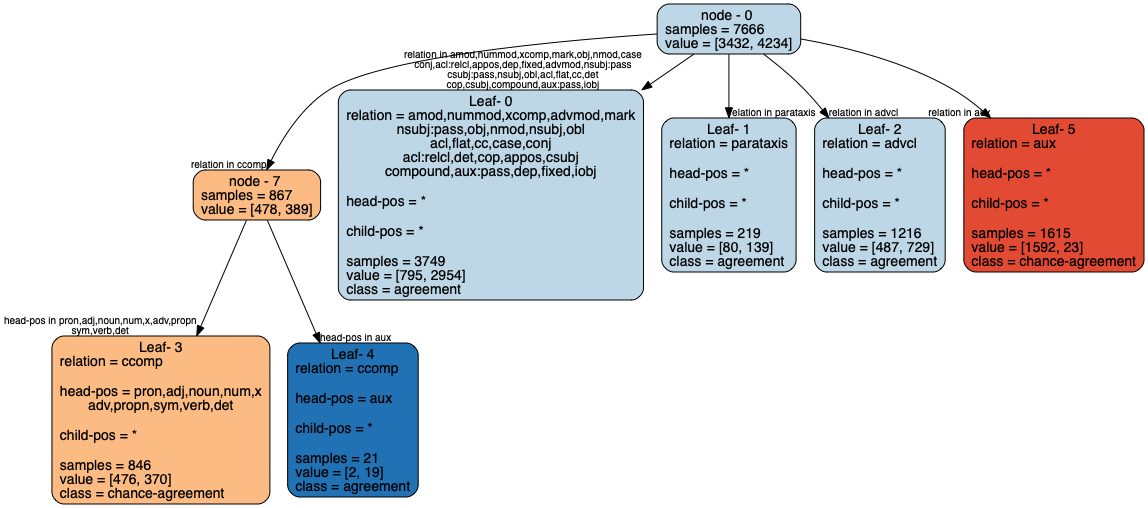 node - 0
samples = 7666
value = [3432, 4234]
relation in amod,nummod,xcomp,mark,obj,nmod,case
conj,acl:relcl,appos,dep,fixed,advmod,nsubj:pass
csubj:pass,nsubj,obl,acl,flat,cc,det
cop,csubj,compound,aux:pass,iobj
Leaf- 0
relation = amod,nummod,xcomp,advmod,mark
nsubj:pass,obj,nmod,nsubj,obl
acl,flat,cc,case,conj
acl:relcl,det,cop,appos,csubj
compound,aux:pass,dep,fixed,iobj
head-pos = *
child-pos = *
samples = 3749
value = [795, 2954]
class = agreement
relation in parataxis
Leaf- 1
relation = parataxis
head-pos = *
child-pos = *
samples = 219
value = [80, 139]
class = agreement
relation in advcl
Leaf- 2
relation = advcl
head-pos = *
child-pos = *
samples = 1216
value = [487, 729]
class = agreement
relation in
Leaf- 5
relation = aux
head-pos = *
child-pos = *
samples = 1615
value = [1592, 23]
class = chance-agreement
relation in ccomp
node - 7
samples = 867
value = [478, 389]
head-pos in pron,adj,noun,num,x,adv,propn
sym,verb,det
Leaf- 3
relation = ccomp
head-pos = pron,adj,noun,num,x
adv,propn,sym,verb,det
child-pos = *
samples = 846
value = [476, 370]
class = chance-agreement
head-pos in aux
Leaf- 4
relation = ccomp
head-pos = aux
child-pos = *
samples = 21
value = [2, 19]
class = agreement